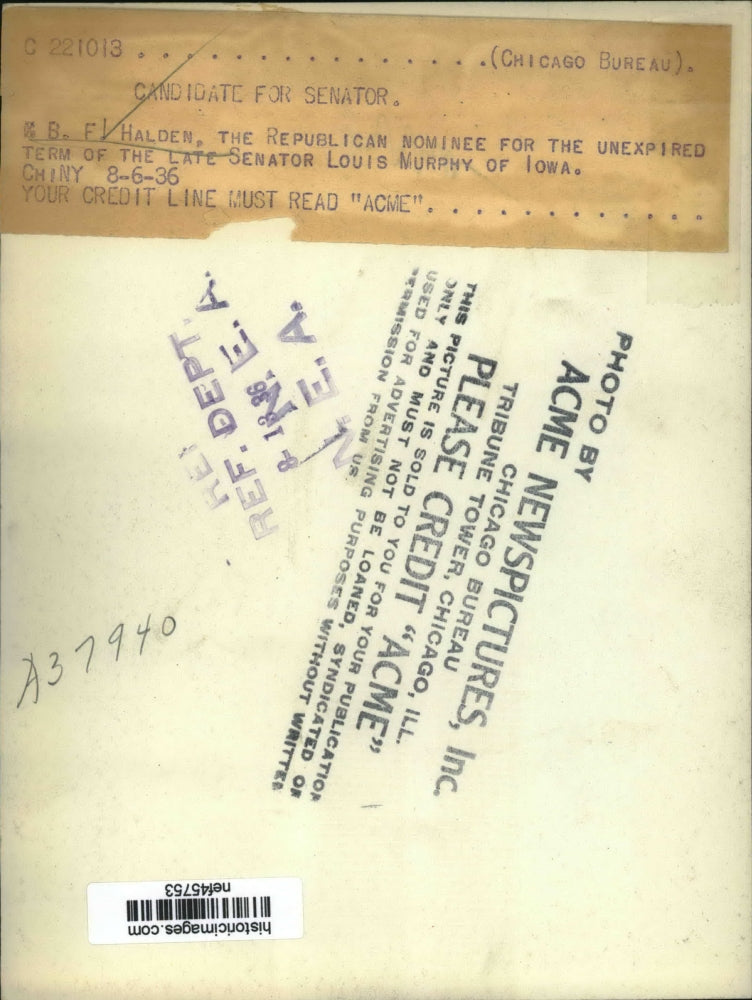 C 221013 . . . . . . . . . . . . . . . . .(CHICAGO BUREAU).
CANDIDATE FOR SENATOR.
B. F. HALDEN, THE REPUBLICAN NOMINEE FOR THE UNEXPIRED
TERM OF THE LATE SENATOR LOUIS MURPHY OF IOWA.
CHINY 8-6-36
YOUR CREDIT LINE MUST READ "ACME". . . . . . . . . . . . .
REF. DEPT.
N. E. A.
N. E. A.
PHOTO BY
ACME NEWSPICTURES, Inc.
CHICAGO BUREAU
TRIBUNE TOWER, CHICAGO, ILL.
PLEASE CREDIT "ACME"
THIS PICTURE IS SOLD TO YOU FOR YOUR PUBLICATION
ONLY AND MUST NOT BE LOANED, SYNDICATED OR
USED FOR ADVERTISING PURPOSES WITHOUT WRITTEN
PERMISSION FROM US
A37940
historicimages.com
nef45753